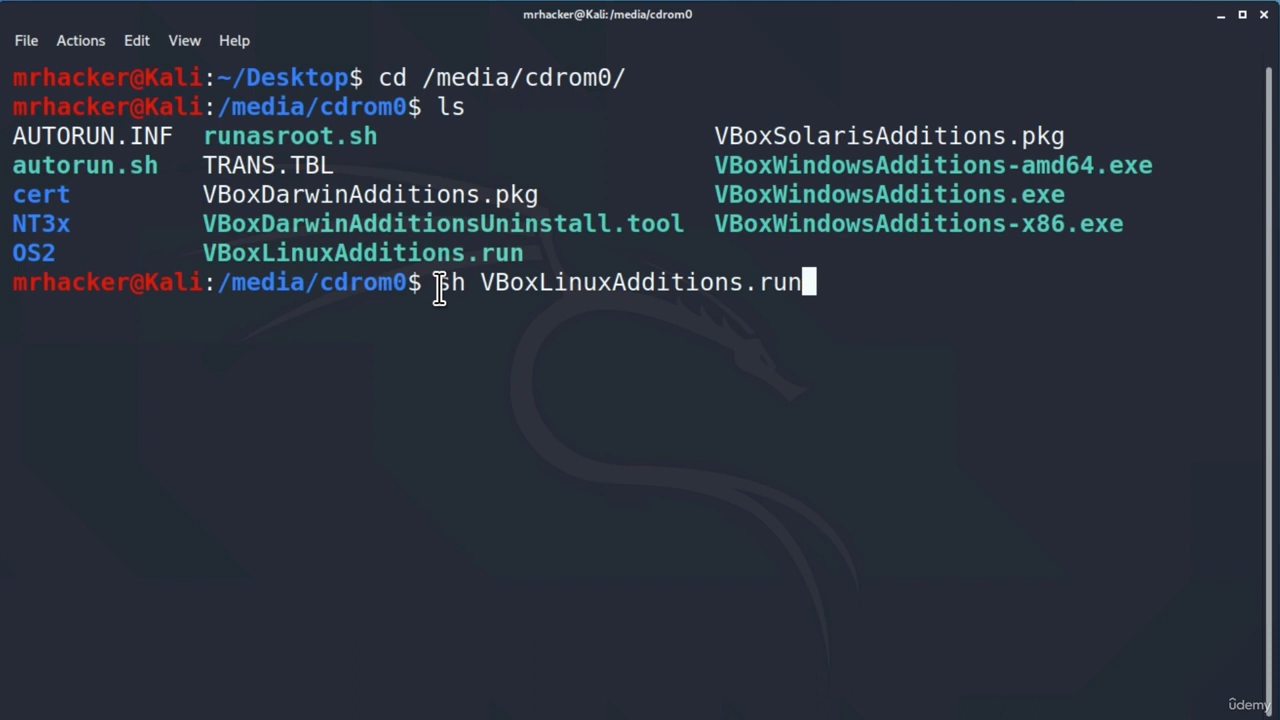 mrhacker@Kali:/media/cdrom0
File Actions Edit View Help
mrhacker@Kali:~/Desktop$ cd /media/cdrom0/
mrhacker@Kali:/media/cdrom0$ ls
AUTORUN.INF runasroot.sh VBoxSolarisAdditions.pkg
autorun.sh TRANS.TBL VBoxWindowsAdditions-amd64.exe
cert VBoxDarwinAdditions.pkg VBoxWindowsAdditions.exe
NT3x VBoxDarwinAdditionsUninstall.tool VBoxWindowsAdditions-x86.exe
OS2 VBoxLinuxAdditions.run
mrhacker@Kali:/media/cdrom0$ sh VBoxLinuxAdditions.run
ûdemy